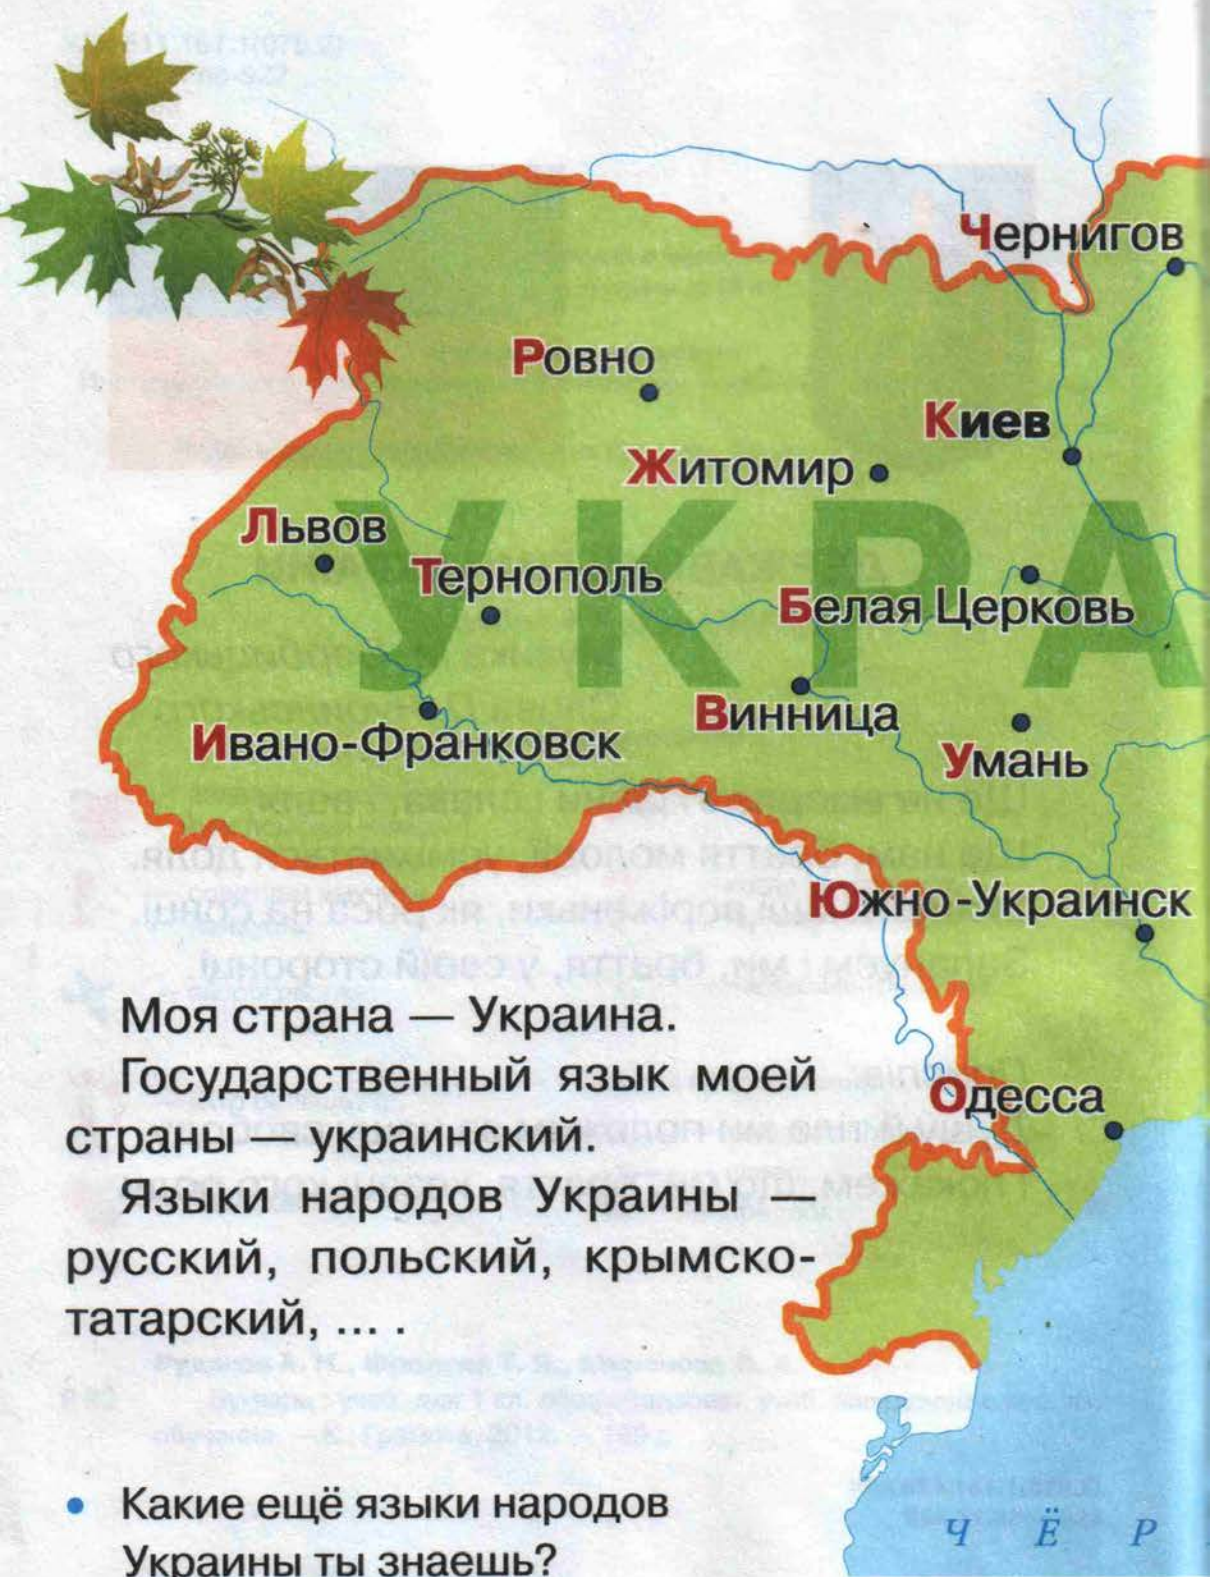 Чернигов
Ровно
Киев
Житомир
УКРА
Львов
Тернополь
Белая Церковь
Винница
Ивано-Франковск
Умань
Южно-Украинск
Моя страна — Украина.
Государственный язык моей
страны — украинский.
Одесса
Языки народов Украины —
русский, польский, крымско-
татарский, ... .
• Какие ещё языки народов
Украины ты знаешь?
Ч Ё Р